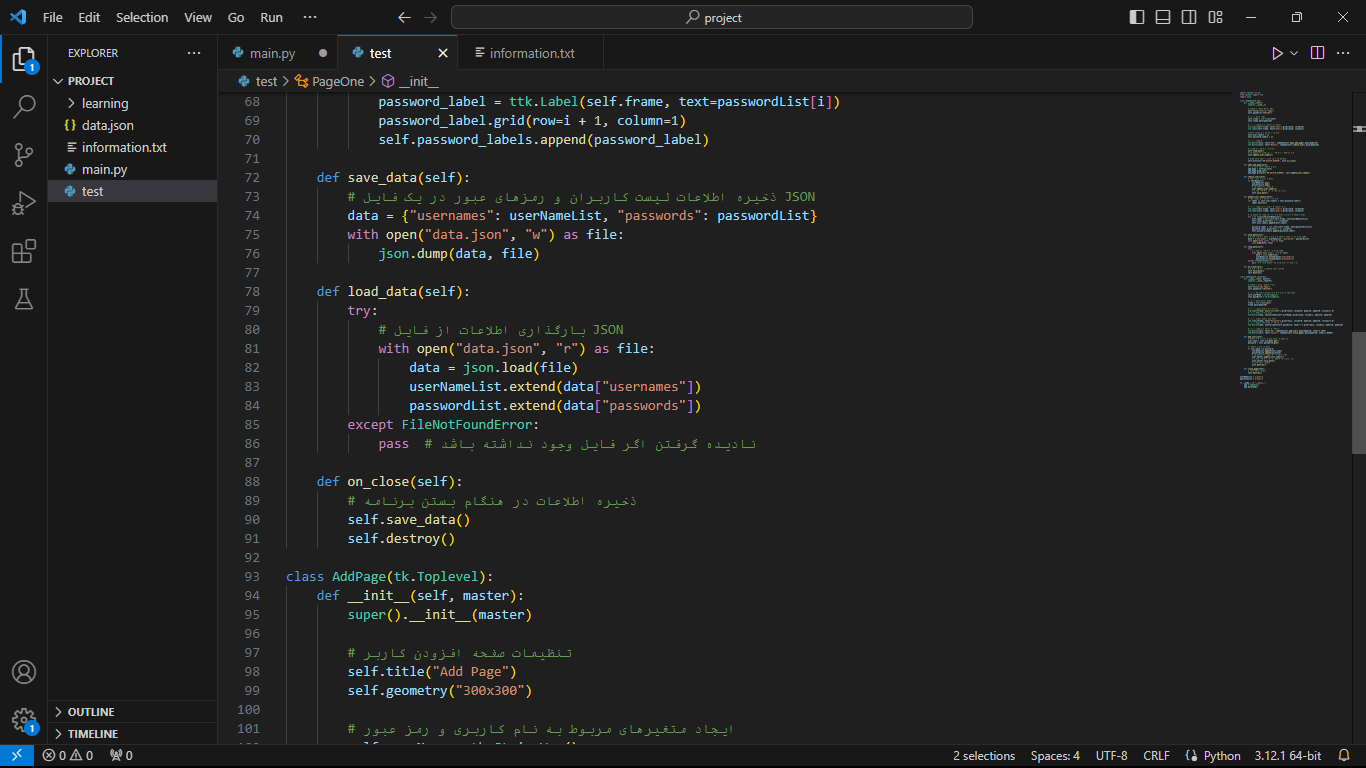 File Edit Selection View Go Run ··· project
EXPLORER ···
PROJECT
learning
data.json
information.txt
main.py
test
OUTLINE
TIMELINE
main.py test information.txt
test > PageOne > __init__
68 password_label = ttk.Label(self.frame, text=passwordList[i])
69 password_label.grid(row=i + 1, column=1)
70 self.password_labels.append(password_label)
71
72 def save_data(self):
73 # ذخیره اطلاعات لیست کاربران و رمزهای عبور در یک فایل JSON
74 data = {"usernames": userNameList, "passwords": passwordList}
75 with open("data.json", "w") as file:
76 json.dump(data, file)
77
78 def load_data(self):
79 try:
80 # بارگذاری اطلاعات از فایل JSON
81 with open("data.json", "r") as file:
82 data = json.load(file)
83 userNameList.extend(data["usernames"])
84 passwordList.extend(data["passwords"])
85 except FileNotFoundError:
86 pass # نادیده گرفتن اگر فایل وجود نداشته باشد
87
88 def on_close(self):
89 # ذخیره اطلاعات در هنگام بستن برنامه
90 self.save_data()
91 self.destroy()
92
93 class AddPage(tk.Toplevel):
94 def __init__(self, master):
95 super().__init__(master)
96
97 # تنظیمات صفحه افزودن کاربر
98 self.title("Add Page")
99 self.geometry("300x300")
100
101 # ایجاد متغیرهای مربوط به نام کاربری و رمز عبور
0 0 0 2 selections Spaces: 4 UTF-8 CRLF Python 3.12.1 64-bit